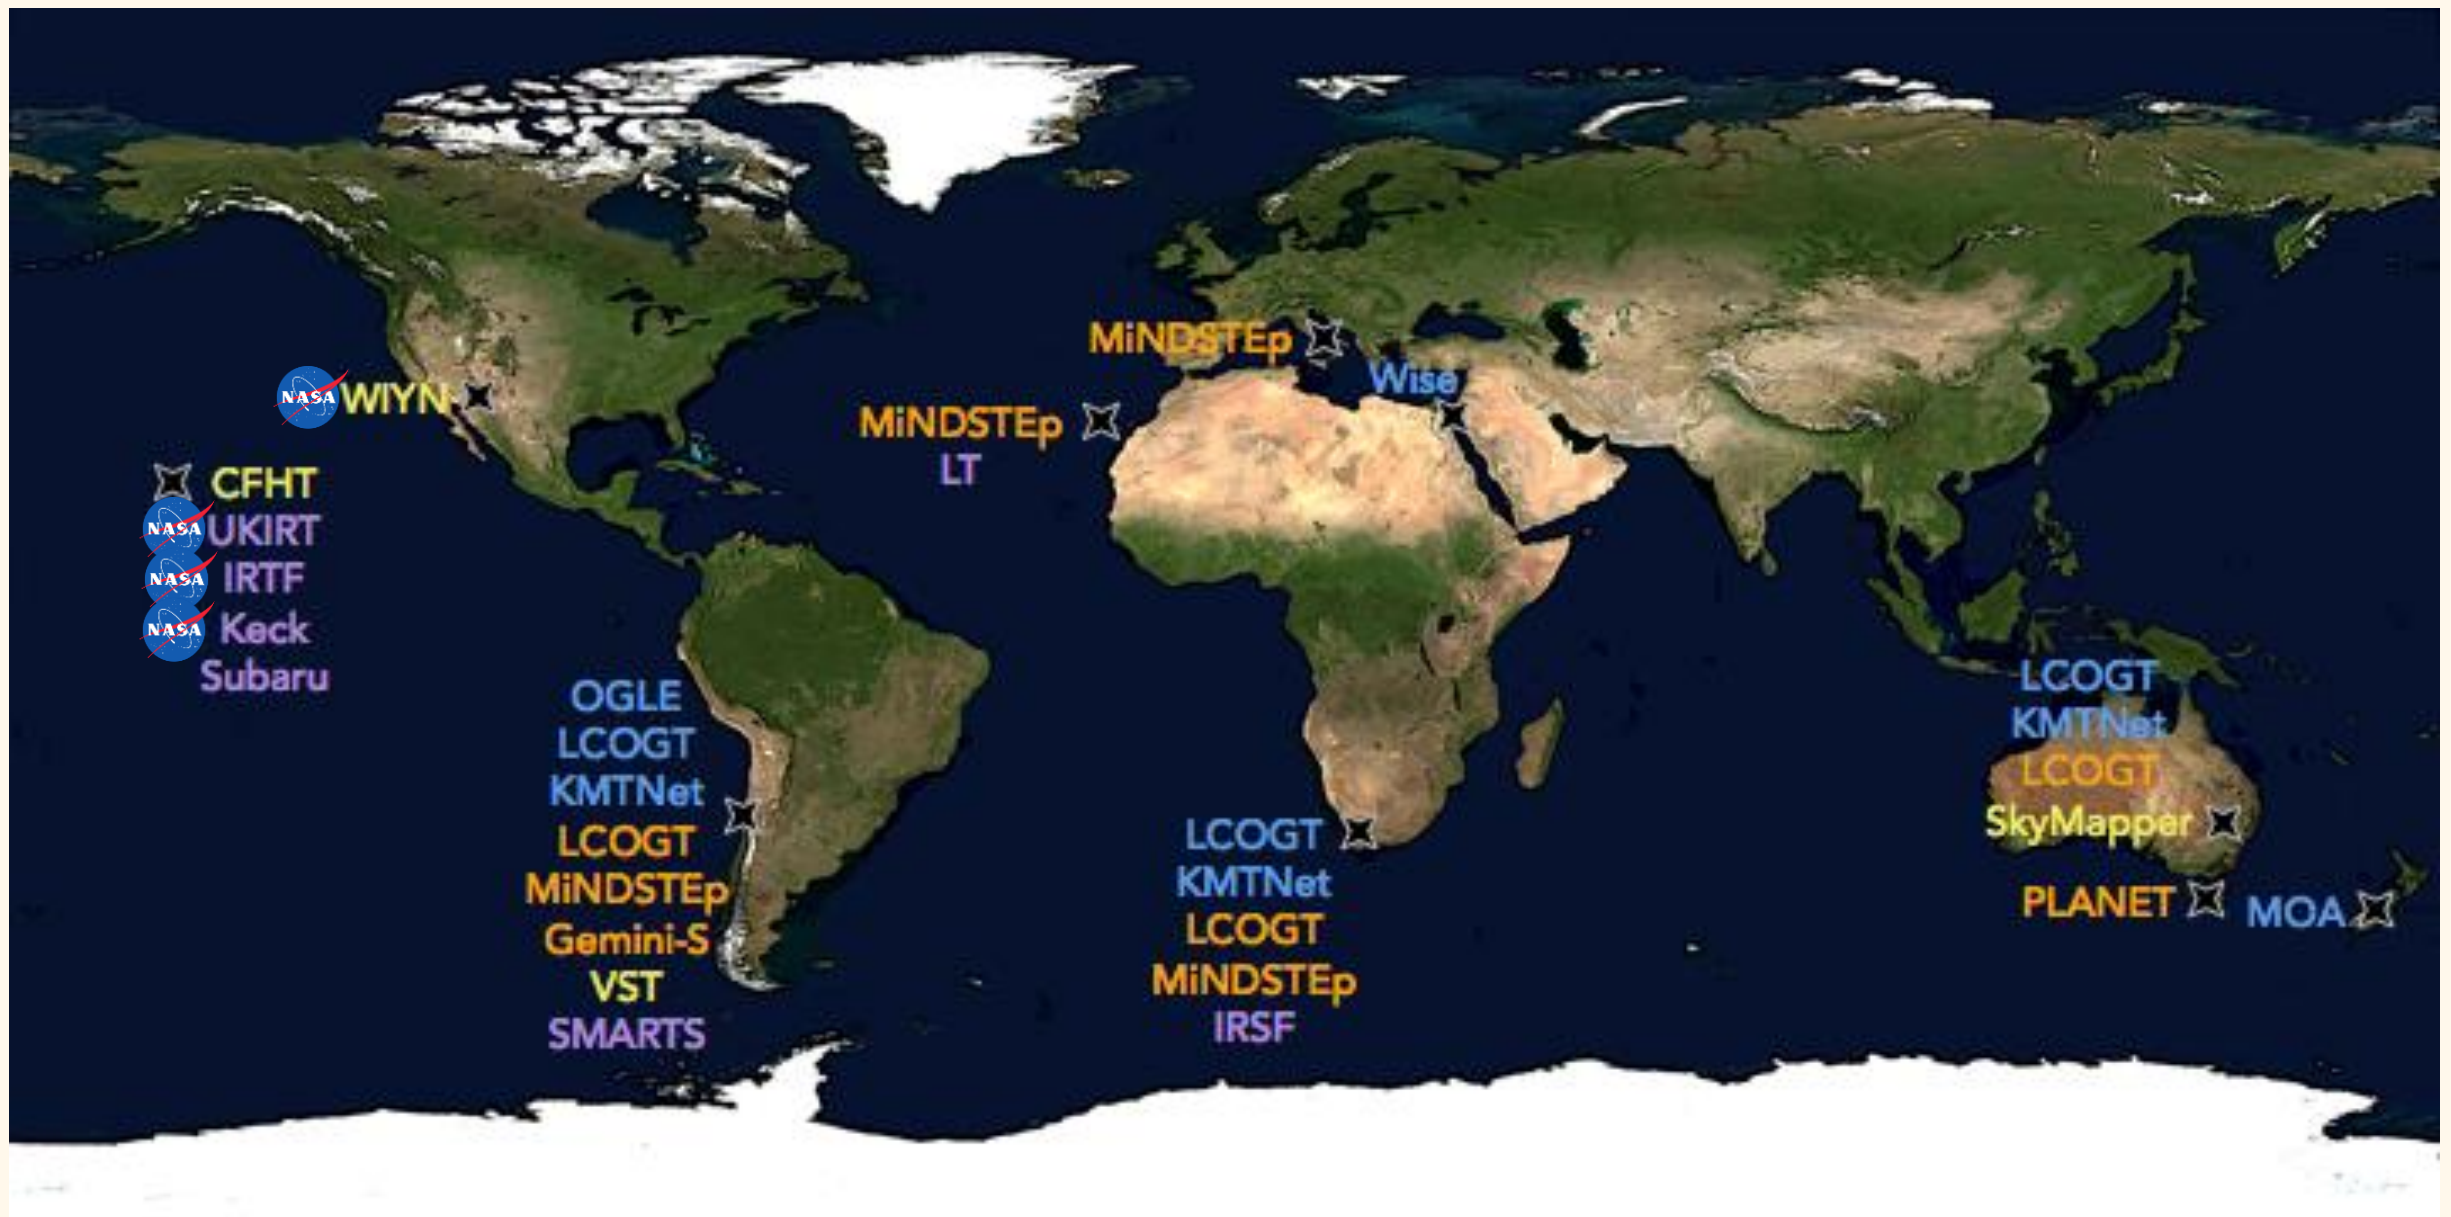 MiNDSTEp
Wise
NASA WIYN
MiNDSTEp
LT
CFHT
NASA UKIRT
NASA IRTF
NASA Keck
Subaru
OGLE
LCOGT
KMTNet
LCOGT
MiNDSTEp
Gemini-S
VST
SMARTS
LCOGT
KMTNet
LCOGT
MiNDSTEp
IRSF
LCOGT
KMTNet
LCOGT
SkyMapper
PLANET
MOA